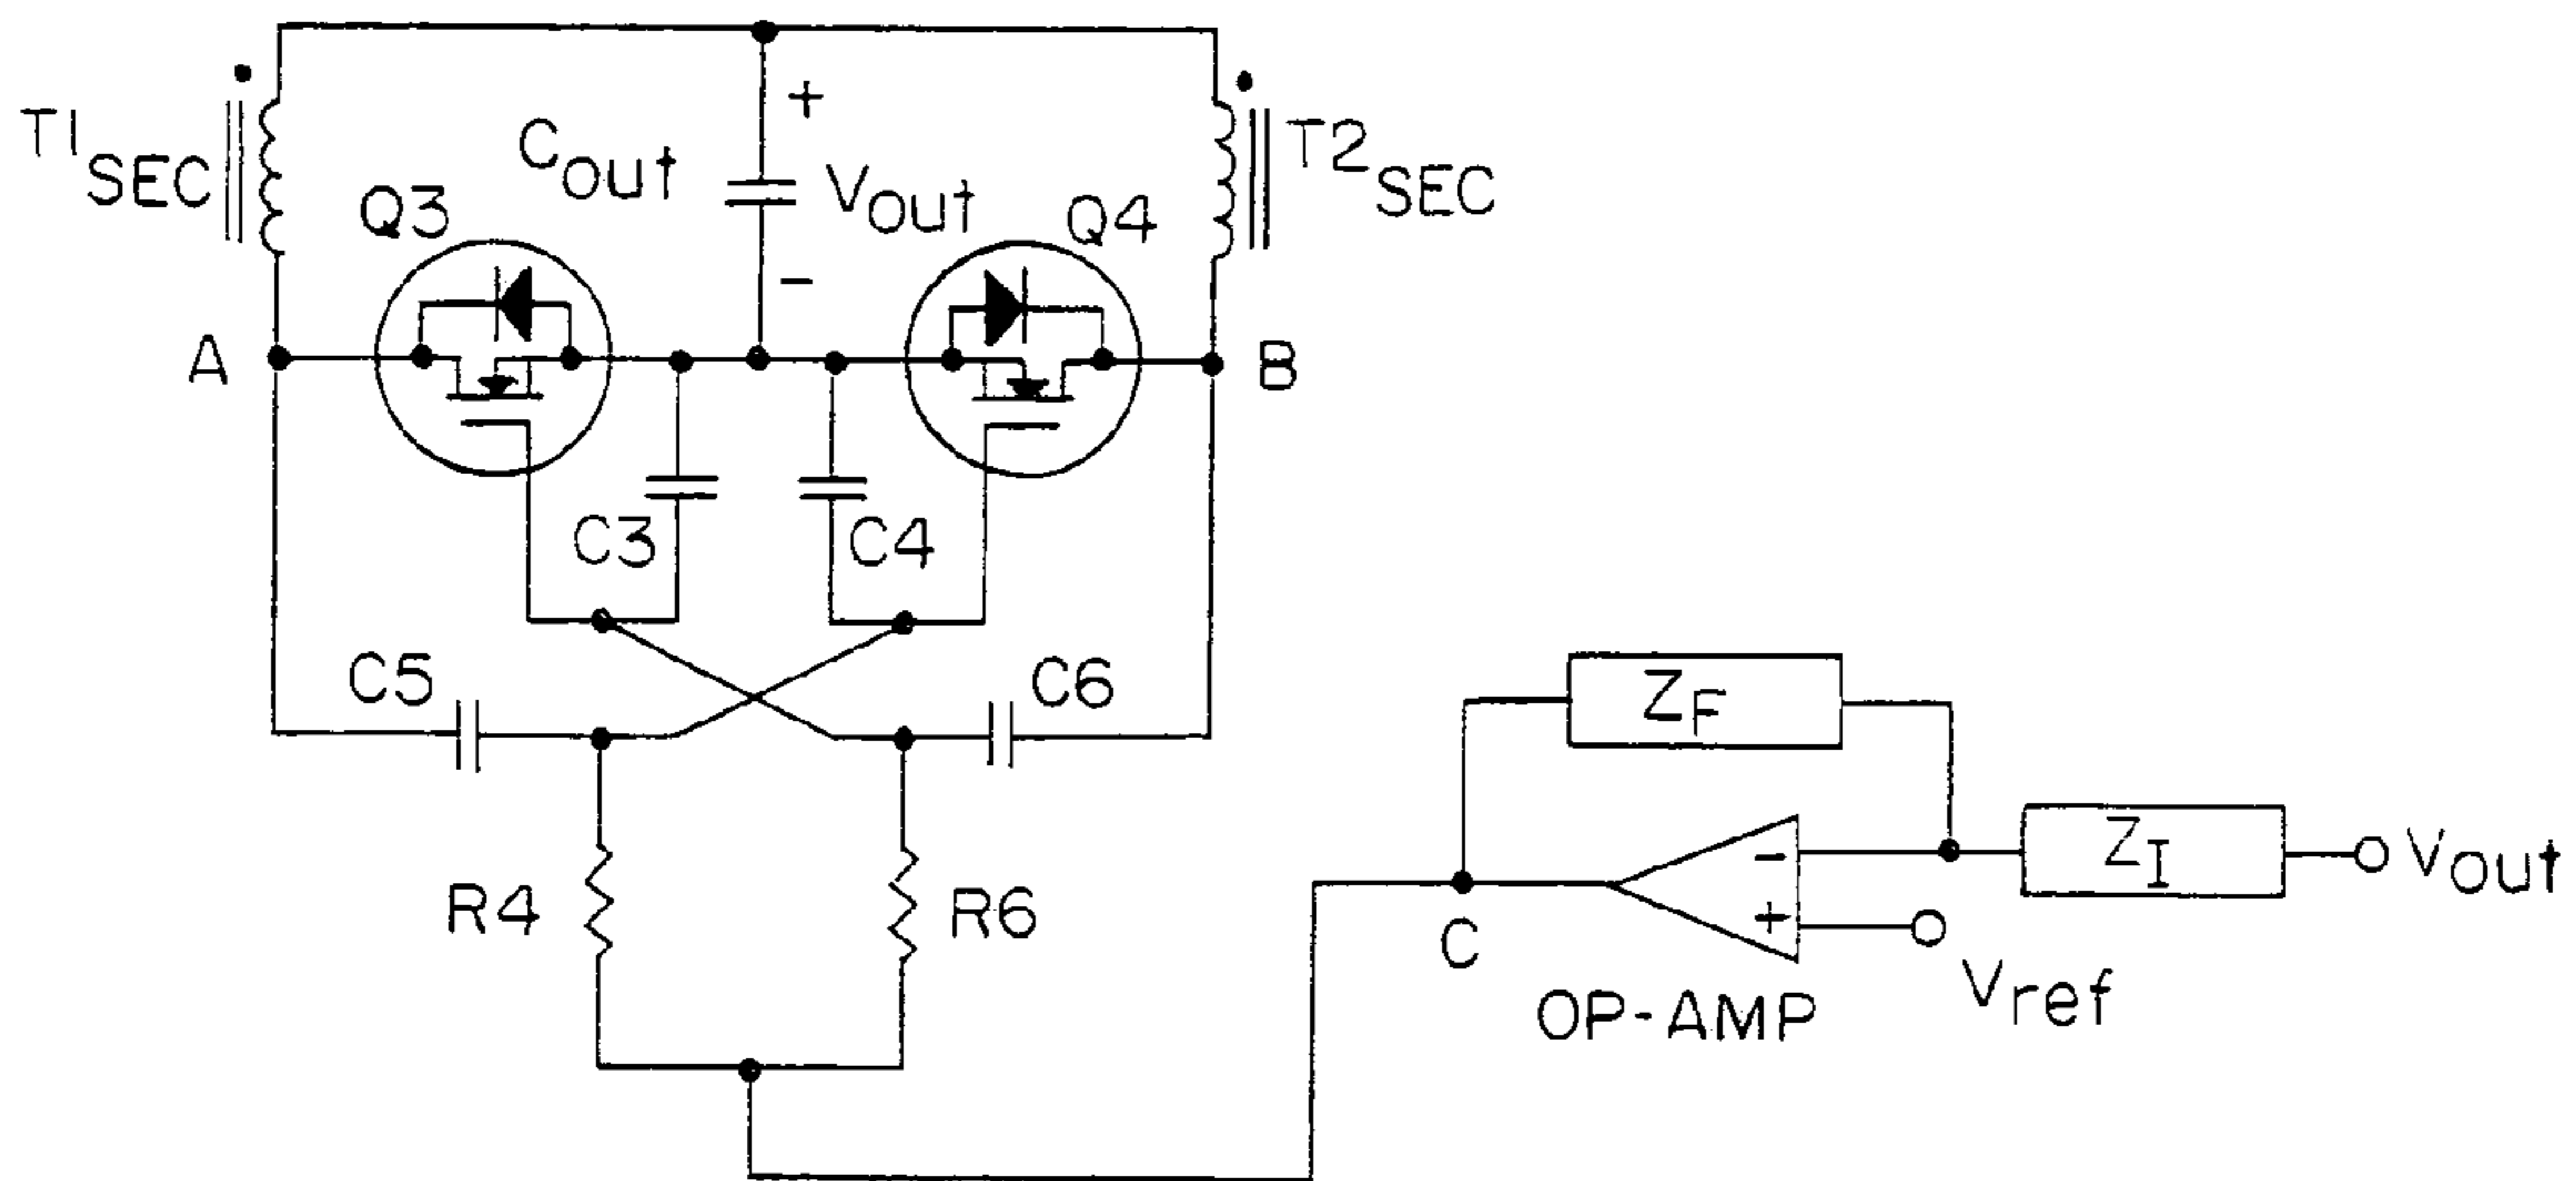 T1SEC
Cout
+
Vout
-
T2SEC
Q3
Q4
A
B
C3
C4
C5
C6
R4
R6
ZF
ZI
Vout
-
+
C
OP-AMP
Vref